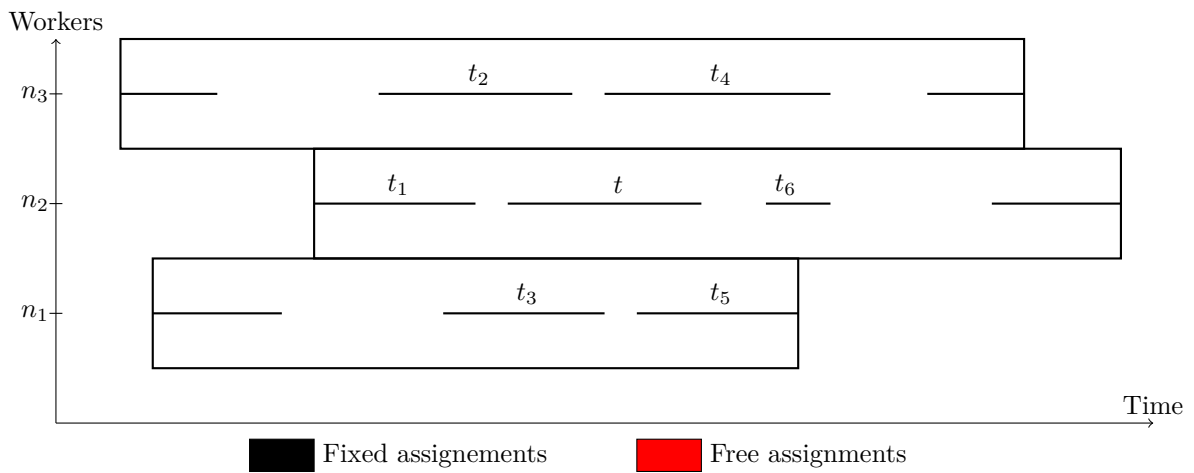 Workers
t₂ t₄
n₃
t₁ t t₆
n₂
t₃ t₅
n₁
Time
Fixed assignements Free assignments